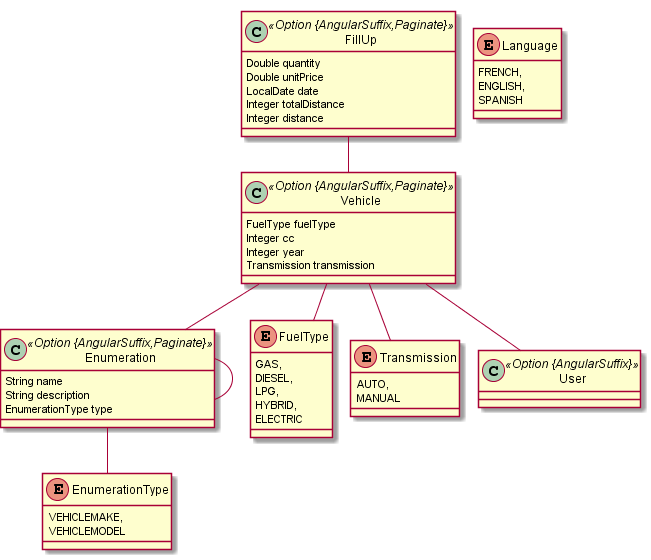 C «Option {AngularSuffix,Paginate}»
FillUp
Double quantity
Double unitPrice
LocalDate date
Integer totalDistance
Integer distance
E Language
FRENCH,
ENGLISH,
SPANISH
C «Option {AngularSuffix,Paginate}»
Vehicle
FuelType fuelType
Integer cc
Integer year
Transmission transmission
C «Option {AngularSuffix,Paginate}»
Enumeration
String name
String description
EnumerationType type
E FuelType
GAS,
DIESEL,
LPG,
HYBRID,
ELECTRIC
E Transmission
AUTO,
MANUAL
C «Option {AngularSuffix}»
User
E EnumerationType
VEHICLEMAKE,
VEHICLEMODEL